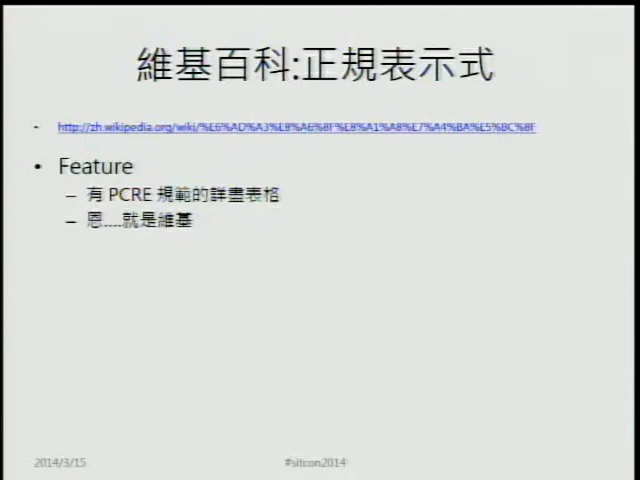 維基百科:正規表示式
http://zh.wikipedia.org/wiki/%E6%AD%A3%E8%A6%8F%E8%A1%A8%E7%A4%BA%E5%BC%8F
Feature
– 有 PCRE 規範的詳盡表格
– 恩....就是維基
2014/3/15
#sitcon2014